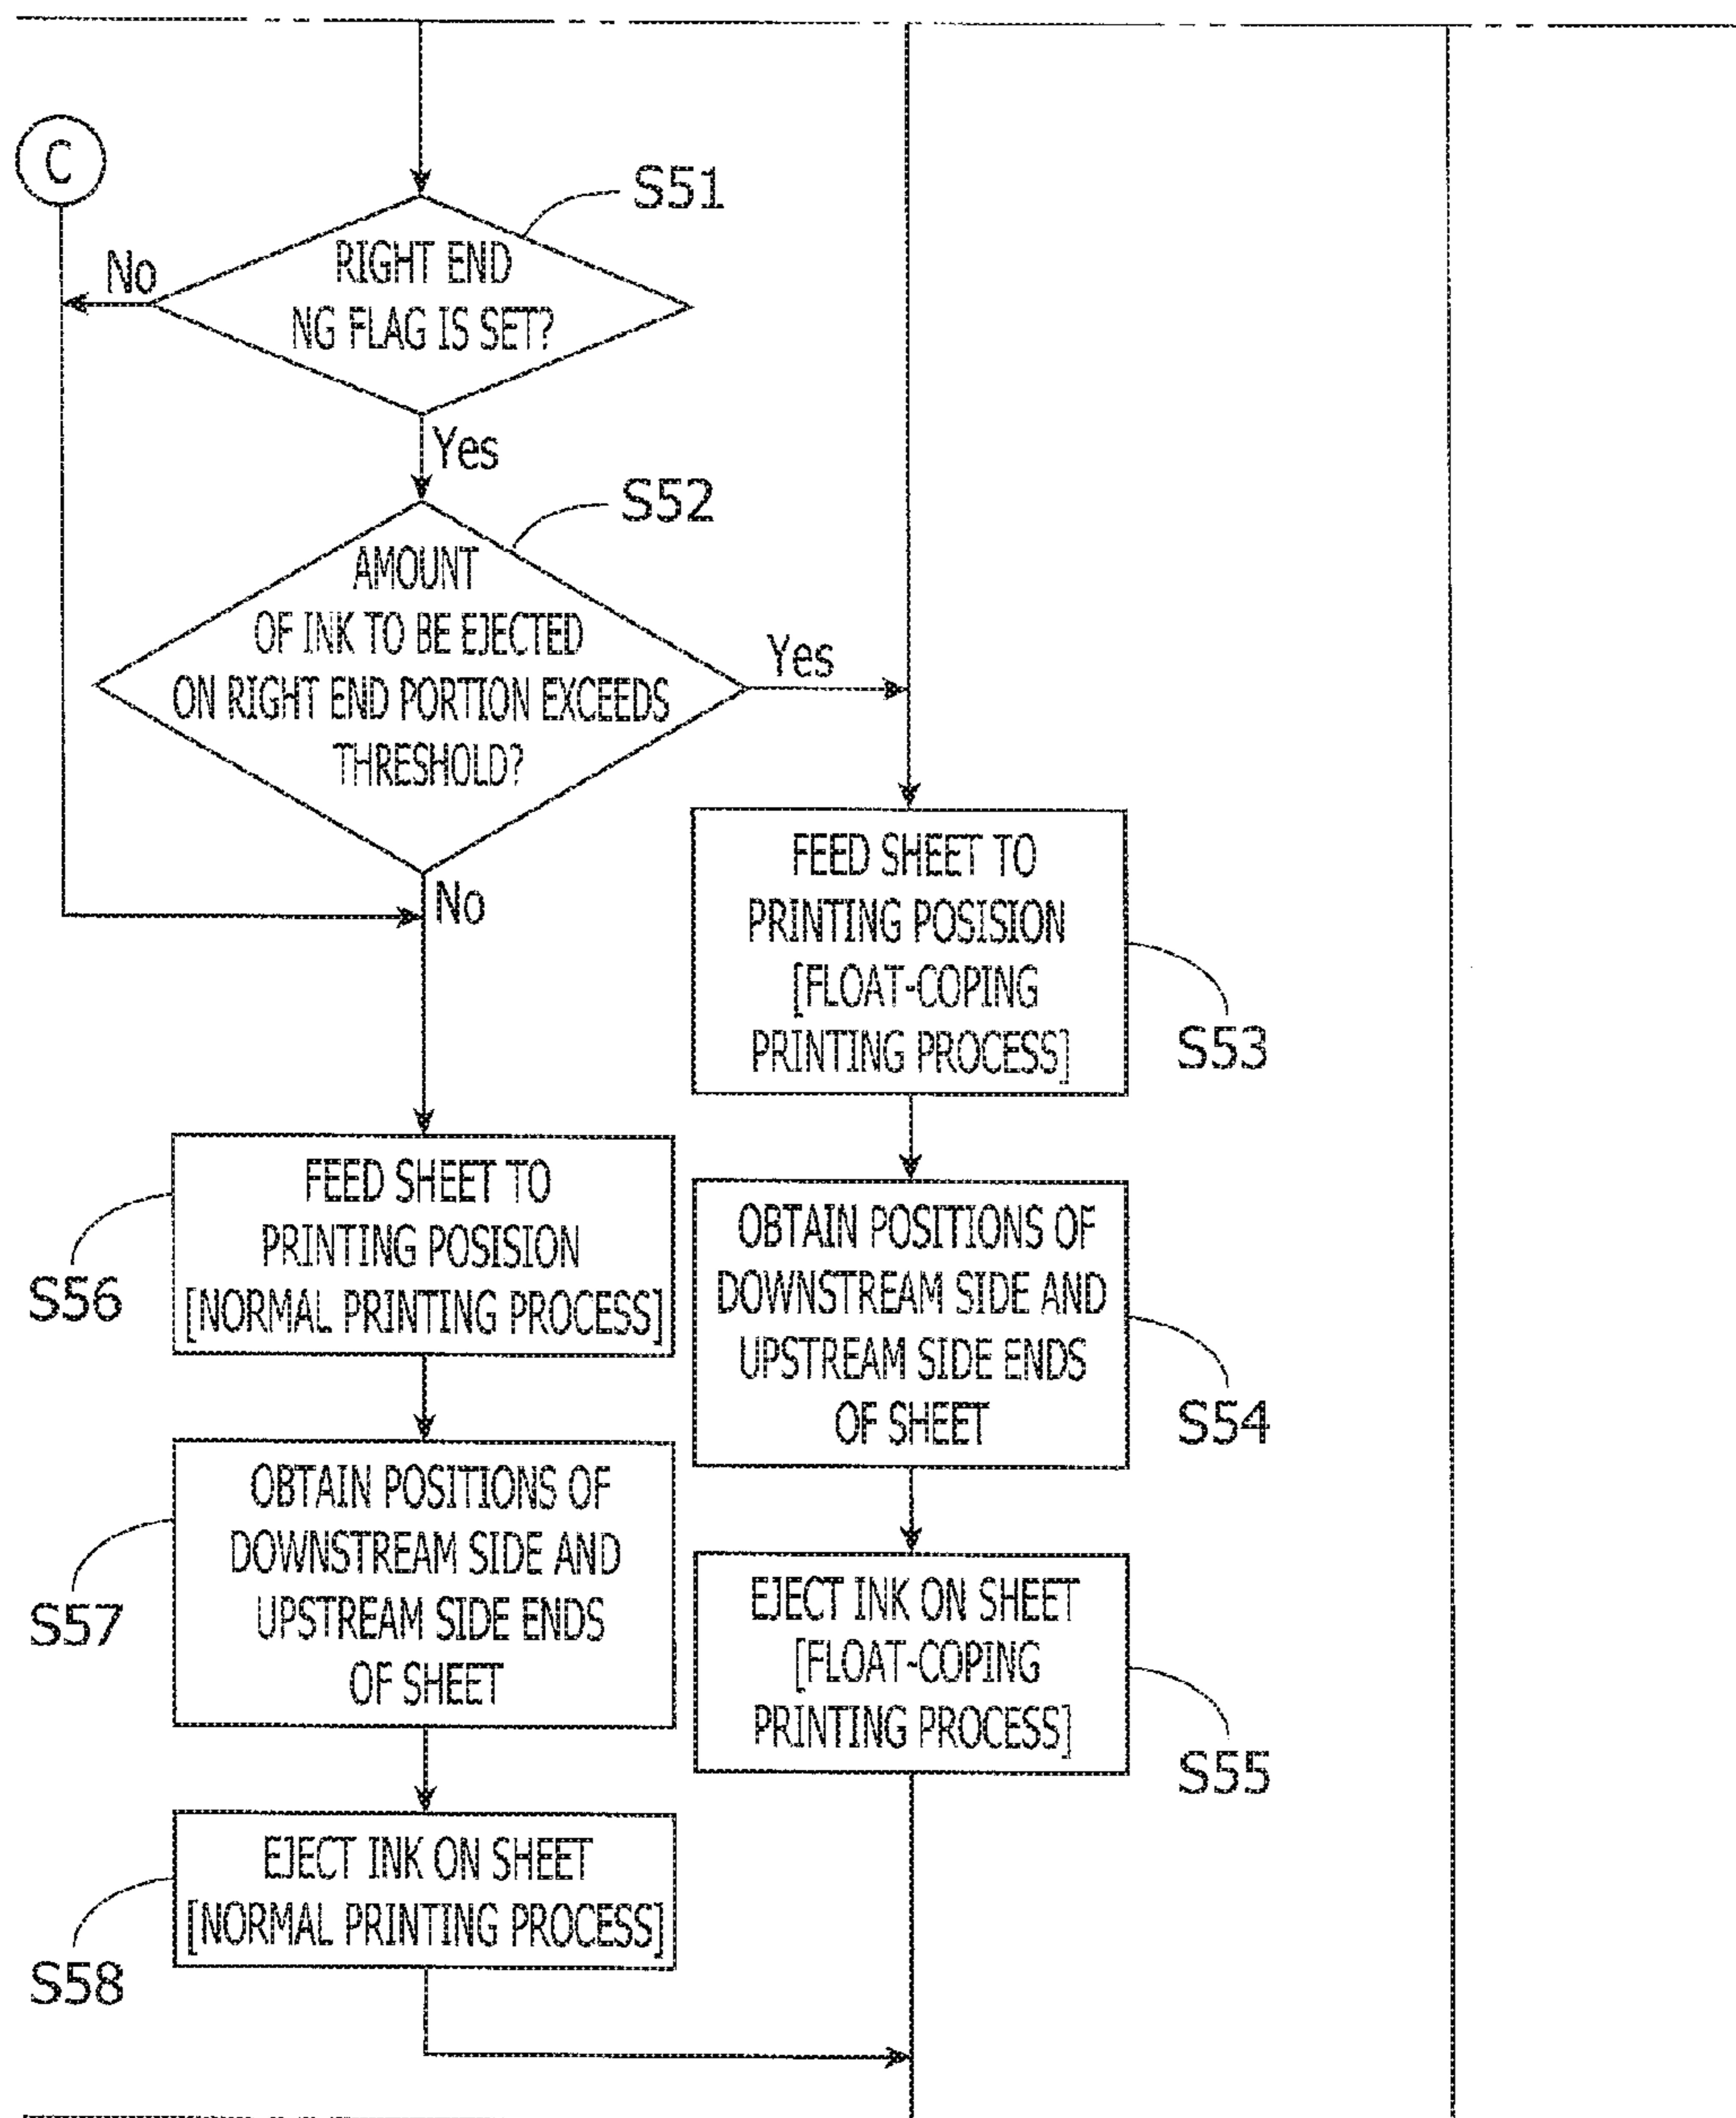 C
S51
RIGHT END
NG FLAG IS SET?
No
Yes
S52
AMOUNT
OF INK TO BE EJECTED
ON RIGHT END PORTION EXCEEDS
THRESHOLD?
Yes
No
FEED SHEET TO
PRINTING POSISION
[FLOAT-COPING
PRINTING PROCESS]
S53
FEED SHEET TO
PRINTING POSISION
[NORMAL PRINTING PROCESS]
S56
OBTAIN POSITIONS OF
DOWNSTREAM SIDE AND
UPSTREAM SIDE ENDS
OF SHEET
S54
OBTAIN POSITIONS OF
DOWNSTREAM SIDE AND
UPSTREAM SIDE ENDS
OF SHEET
S57
EJECT INK ON SHEET
[FLOAT-COPING
PRINTING PROCESS]
S55
EJECT INK ON SHEET
[NORMAL PRINTING PROCESS]
S58